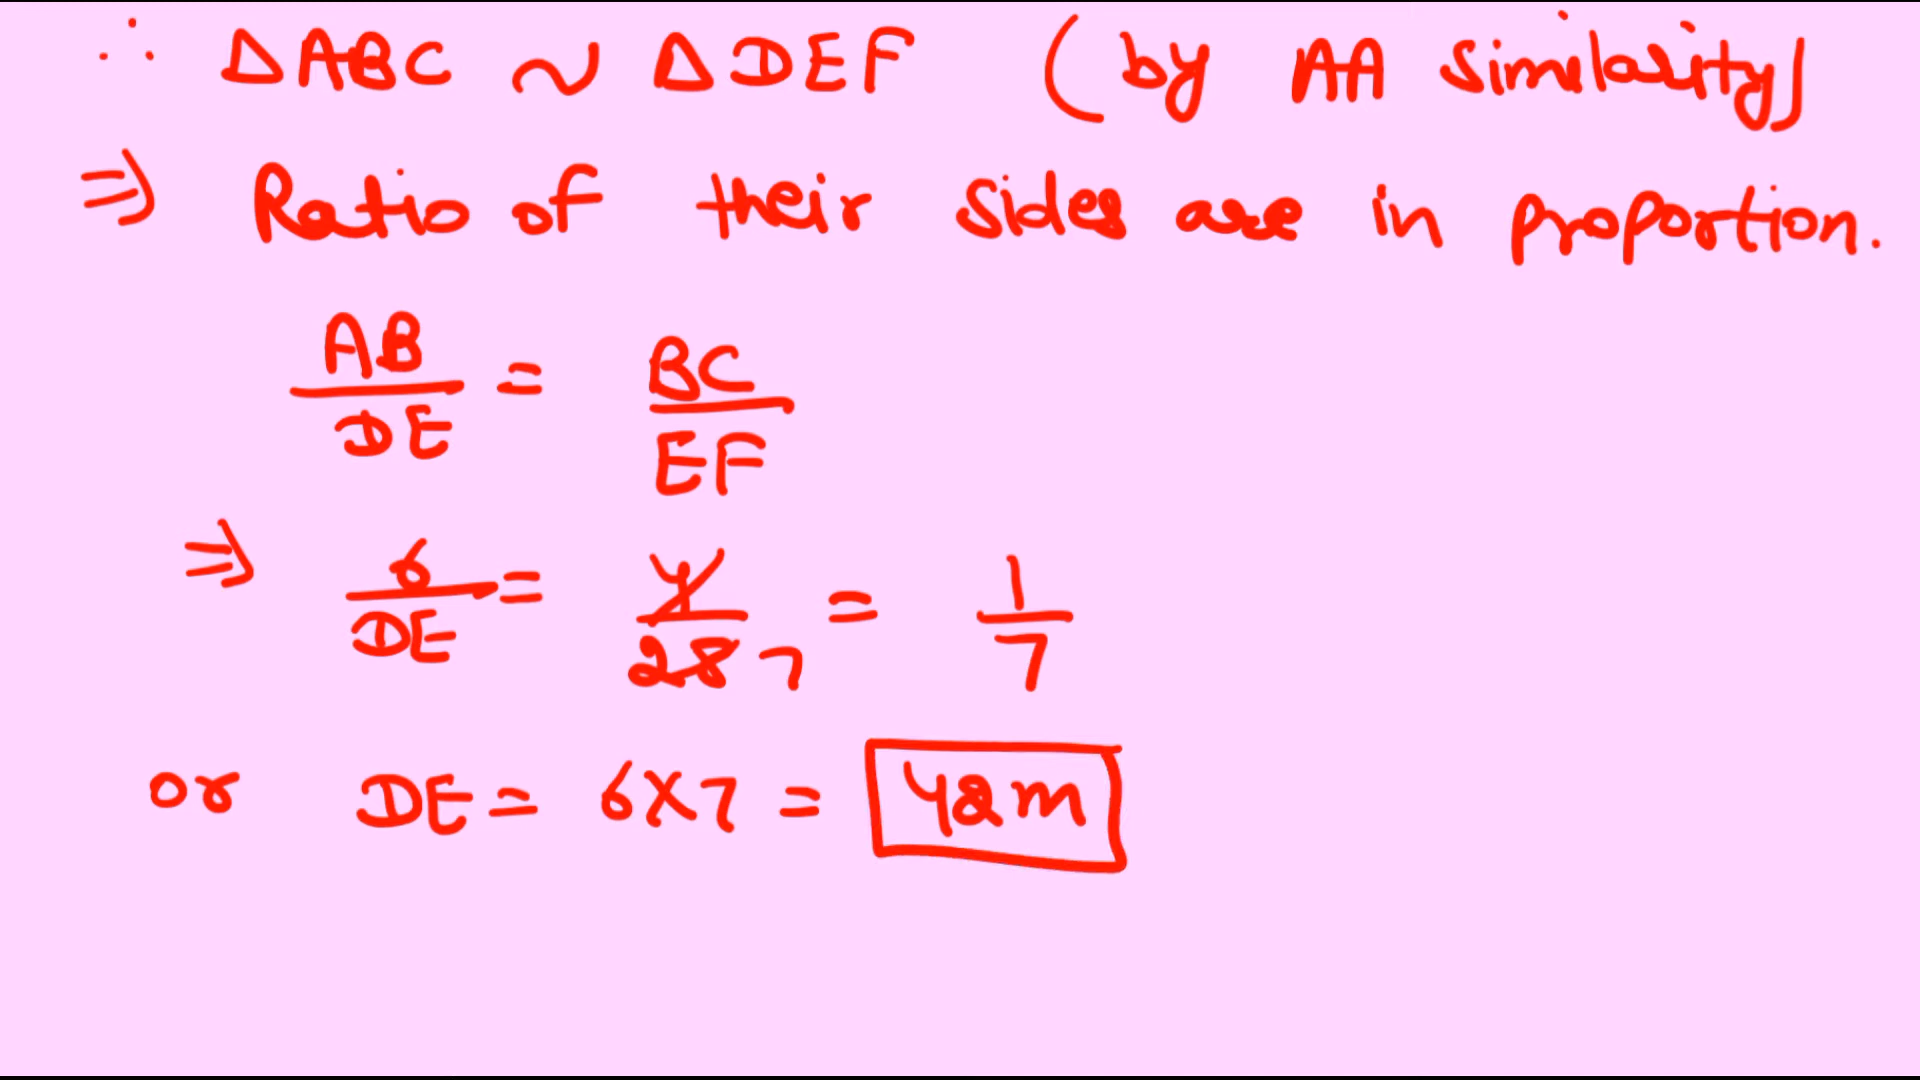 ∴ ΔABC ~ ΔDEF (by AA Similarity)
⇒ Ratio of their sides are in proportion.
AB/DE = BC/EF
⇒ 6/DE = 4/28 7 = 1/7
or DE = 6×7 = 42m